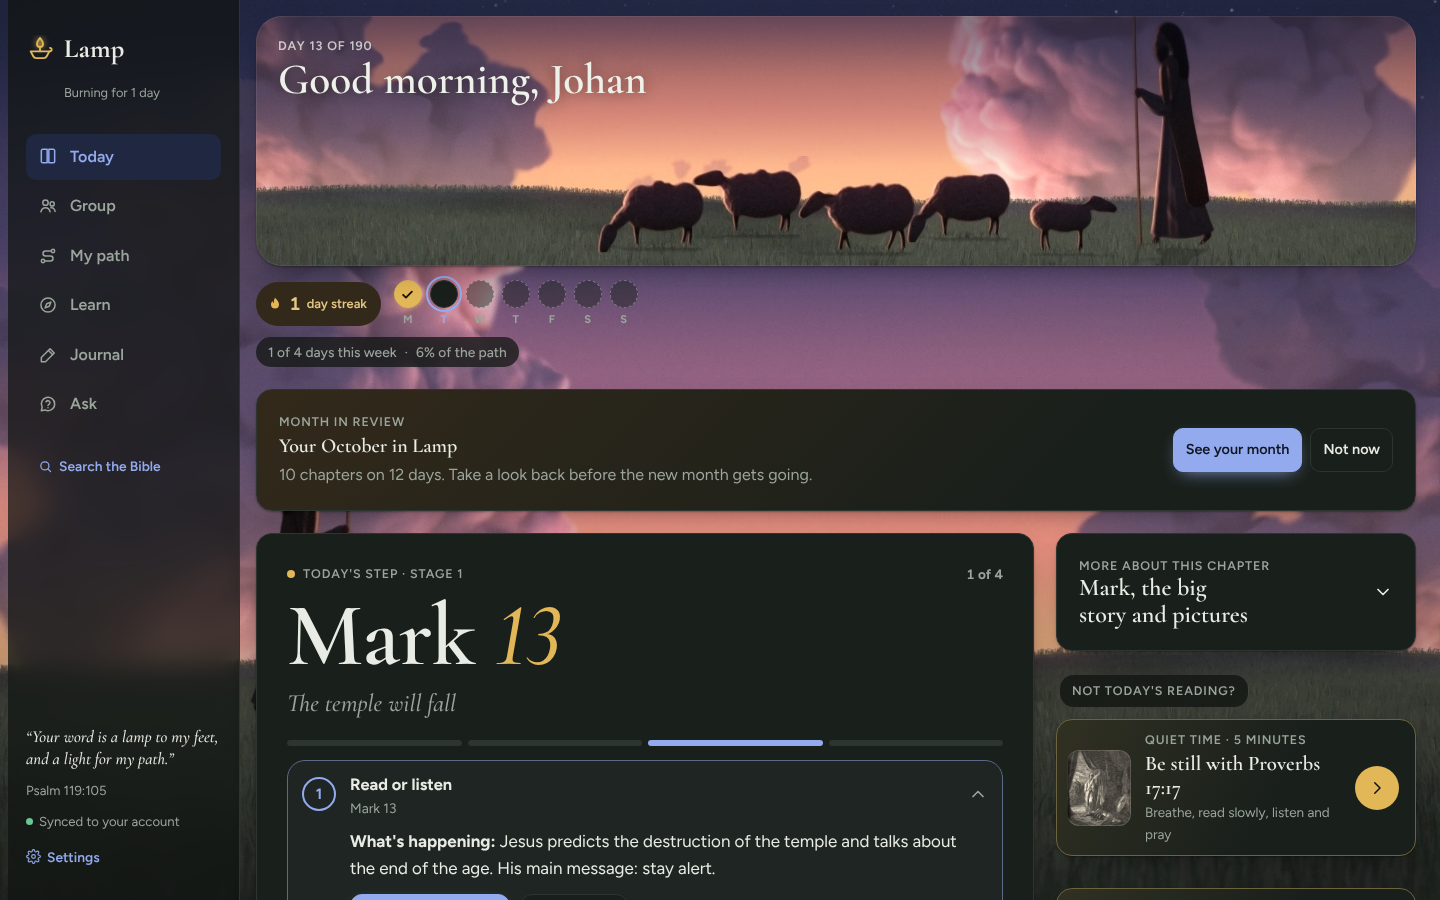 Lamp
Burning for 1 day
Today
Group
My path
Learn
Journal
Ask
Search the Bible
“Your word is a lamp to my feet,
and a light for my path.”
Psalm 119:105
Synced to your account
Settings
DAY 13 OF 190
Good morning, Johan
1 day streak
M T W T F S S
1 of 4 days this week · 6% of the path
MONTH IN REVIEW
Your October in Lamp
10 chapters on 12 days. Take a look back before the new month gets going.
See your month
Not now
TODAY'S STEP · STAGE 1
1 of 4
Mark 13
The temple will fall
1
Read or listen
Mark 13
What's happening: Jesus predicts the destruction of the temple and talks about
the end of the age. His main message: stay alert.
MORE ABOUT THIS CHAPTER
Mark, the big
story and pictures
NOT TODAY'S READING?
QUIET TIME · 5 MINUTES
Be still with Proverbs
17:17
Breathe, read slowly, listen and
pray